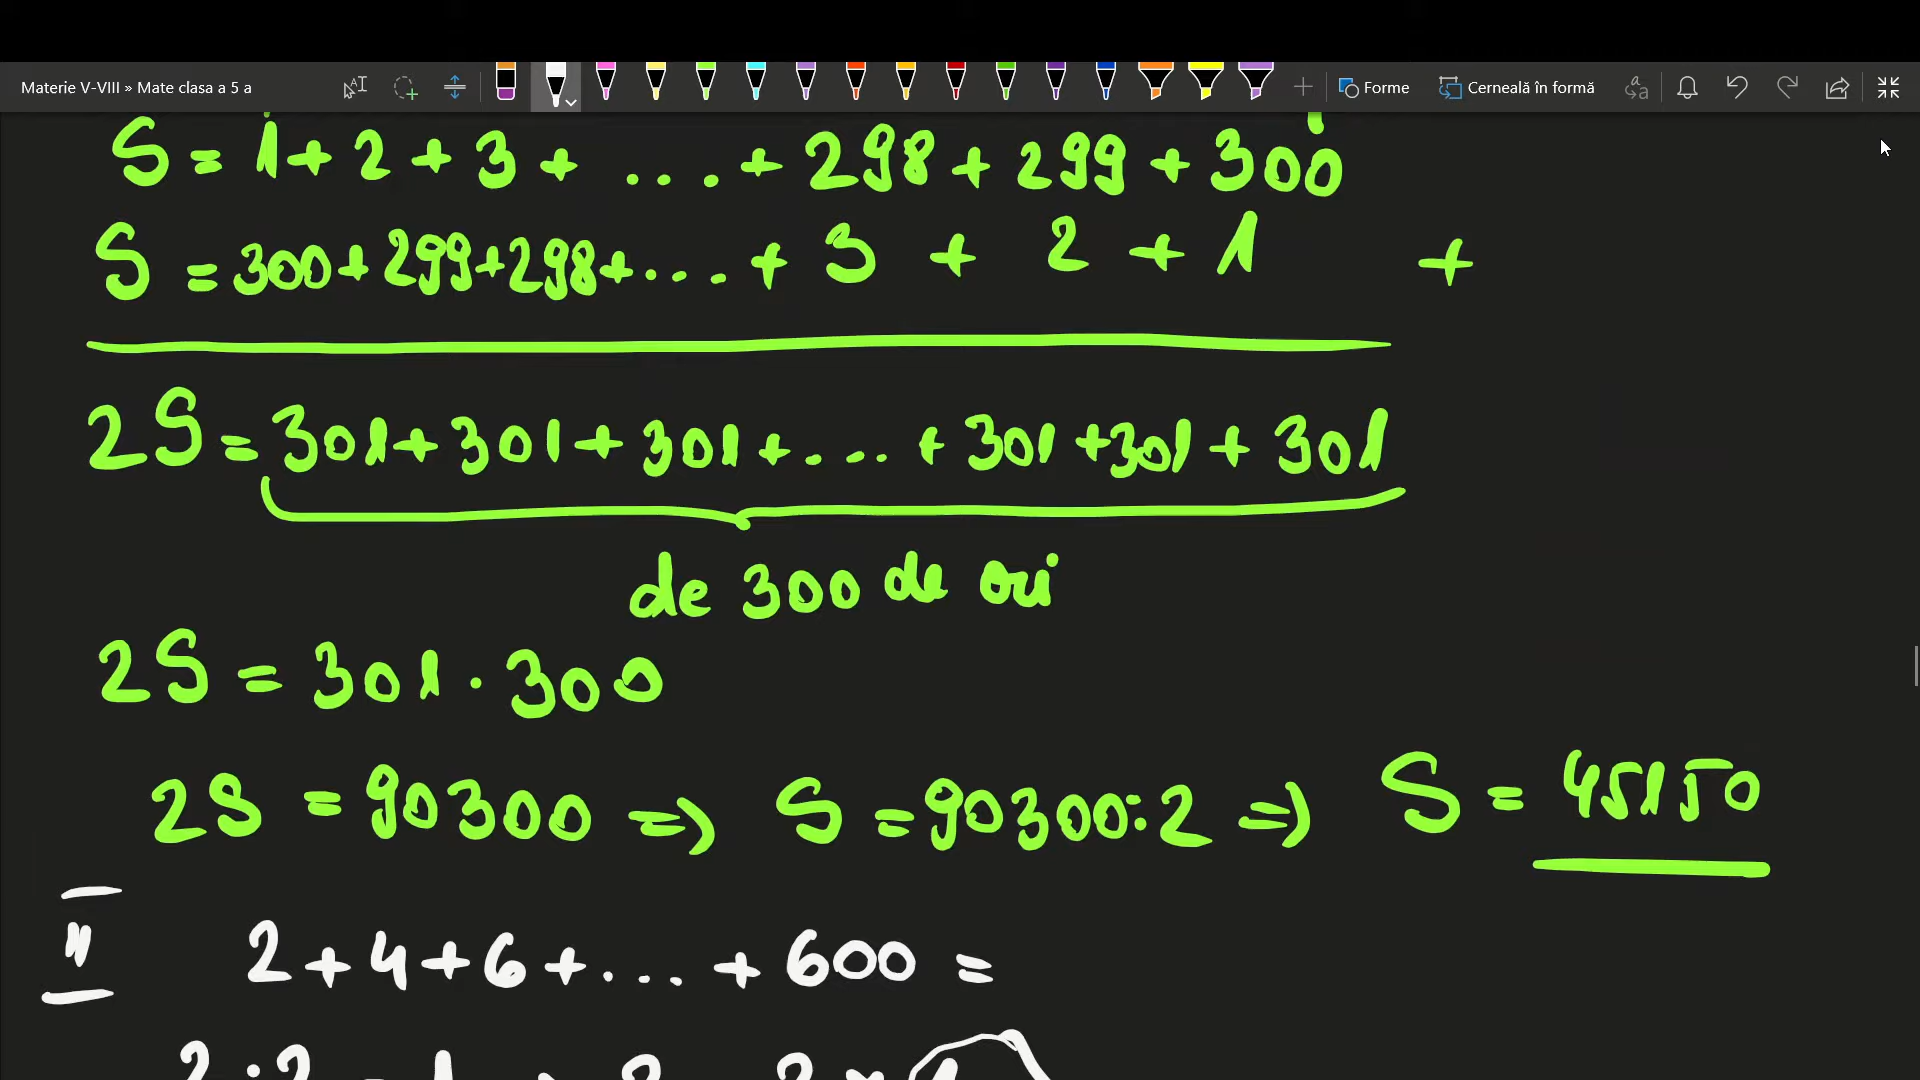 Materie V-VIII » Mate clasa a 5 a
Forme
Cerneală în formă
S = 1 + 2 + 3 + ... + 298 + 299 + 300
S = 300 + 299 + 298 + ... + 3 + 2 + 1 +
2S = 301 + 301 + 301 + ... + 301 + 301 + 301
de 300 de ori
2S = 301 · 300
2S = 90300 => S = 90300:2 => S = 45150
II 2 + 4 + 6 + ... + 600 =